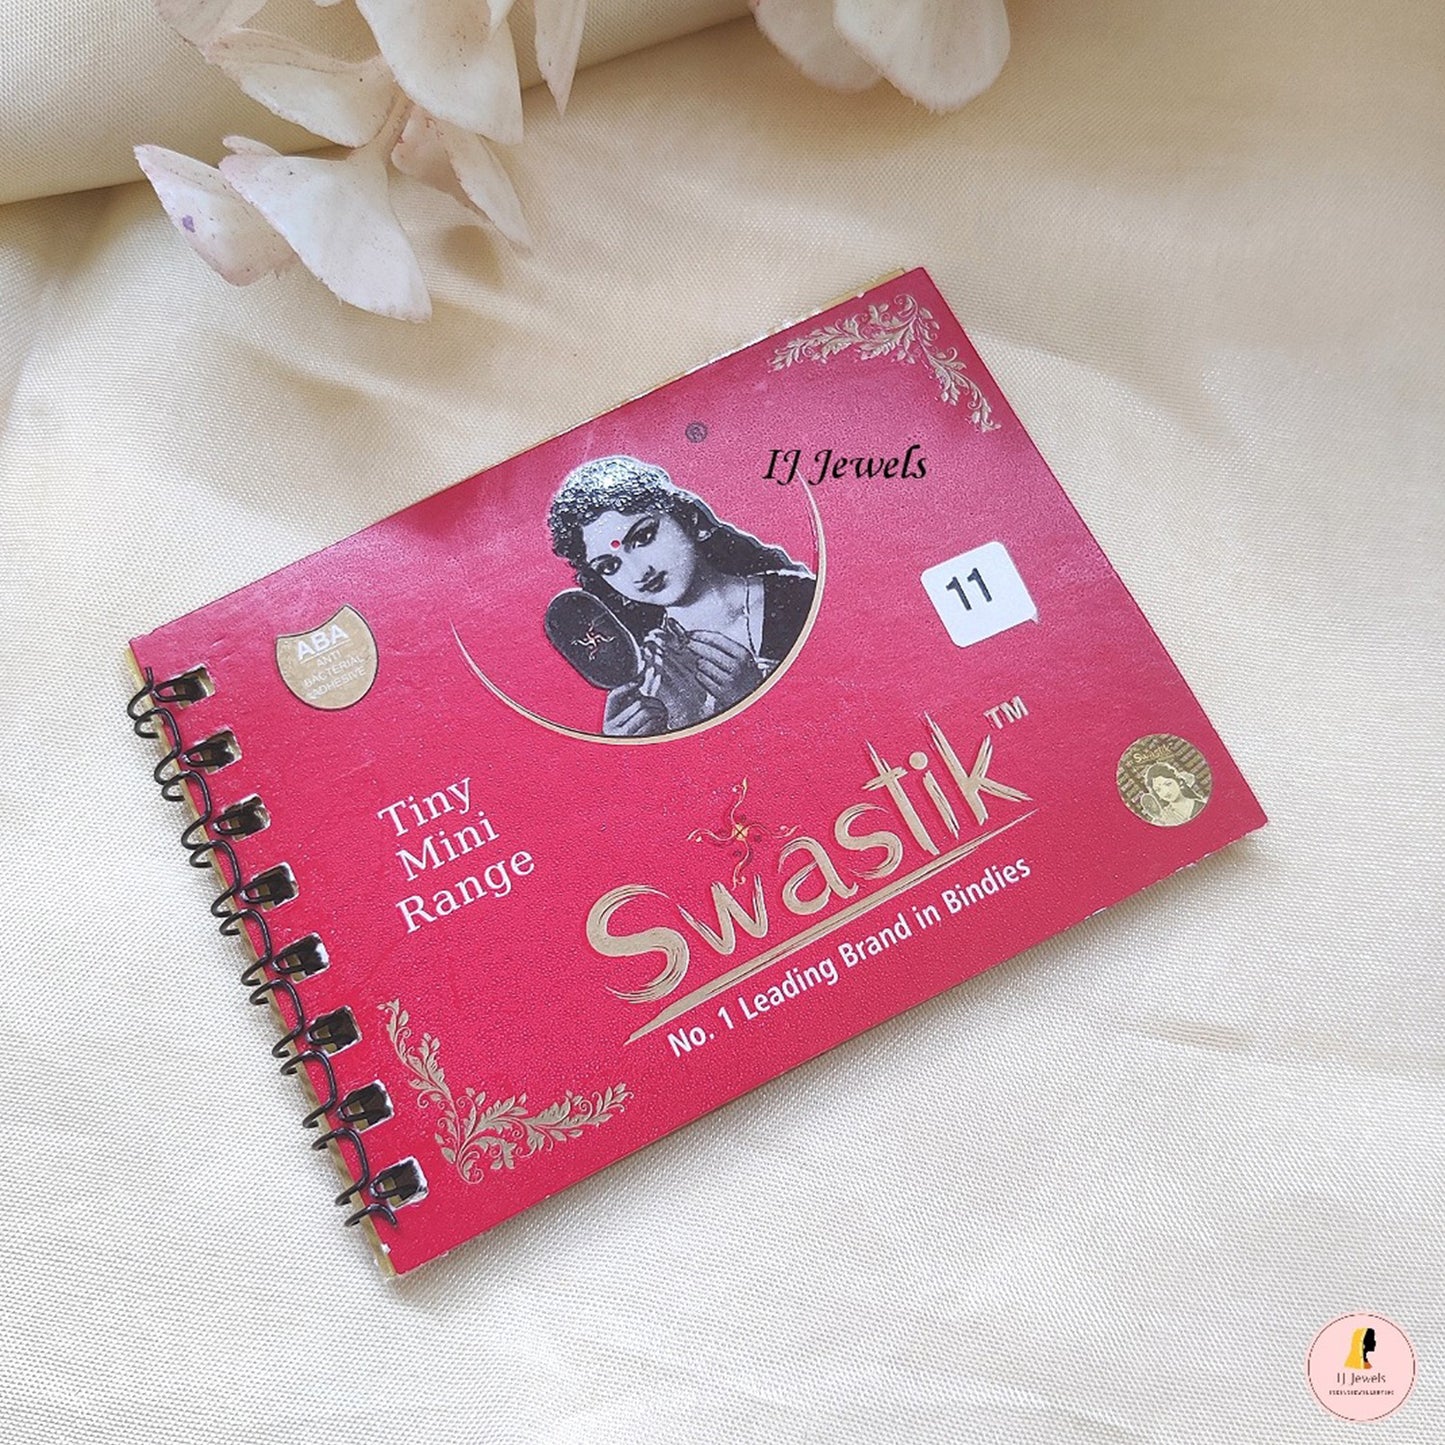 ®
IJ Jewels
11
ABA
ANTI
BACTERIAL
ADHESIVE
Tiny
Mini
Range
Swastik™
No. 1 Leading Brand in Bindies
Swastik
IJ Jewels